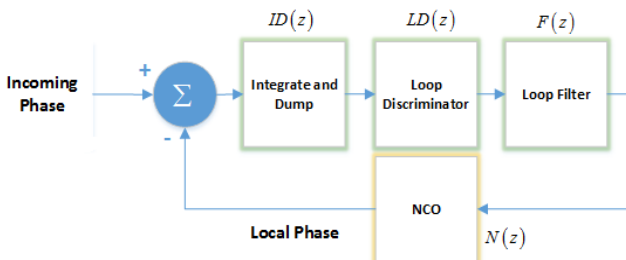 ID(z)
LD(z)
F(z)
Incoming
Phase
+
Σ
-
Integrate and
Dump
Loop
Discriminator
Loop Filter
NCO
Local Phase
N(z)